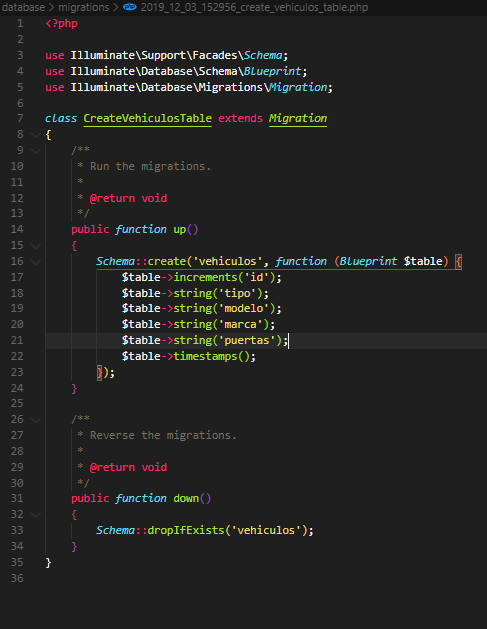 database > migrations > 2019_12_03_152956_create_vehiculos_table.php
1 <?php
2
3 use Illuminate\Support\Facades\Schema;
4 use Illuminate\Database\Schema\Blueprint;
5 use Illuminate\Database\Migrations\Migration;
6
7 class CreateVehiculosTable extends Migration
8 {
9     /**
10      * Run the migrations.
11      *
12      * @return void
13      */
14     public function up()
15     {
16         Schema::create('vehiculos', function (Blueprint $table) {
17             $table->increments('id');
18             $table->string('tipo');
19             $table->string('modelo');
20             $table->string('marca');
21             $table->string('puertas');
22             $table->timestamps();
23         });
24     }
25
26     /**
27      * Reverse the migrations.
28      *
29      * @return void
30      */
31     public function down()
32     {
33         Schema::dropIfExists('vehiculos');
34     }
35 }
36